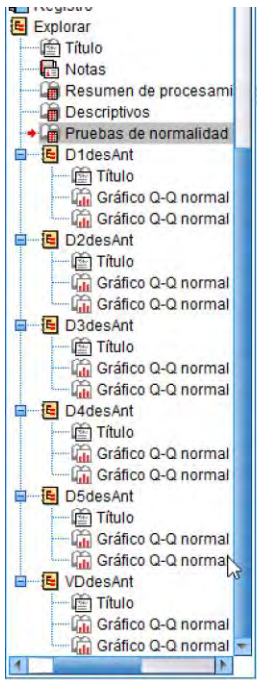 Registro
Explorar
Título
Notas
Resumen de procesami
Descriptivos
Pruebas de normalidad
D1desAnt
Título
Gráfico Q-Q normal
Gráfico Q-Q normal
D2desAnt
Título
Gráfico Q-Q normal
Gráfico Q-Q normal
D3desAnt
Título
Gráfico Q-Q normal
Gráfico Q-Q normal
D4desAnt
Título
Gráfico Q-Q normal
Gráfico Q-Q normal
D5desAnt
Título
Gráfico Q-Q normal
Gráfico Q-Q normal
VDdesAnt
Título
Gráfico Q-Q normal
Gráfico Q-Q normal